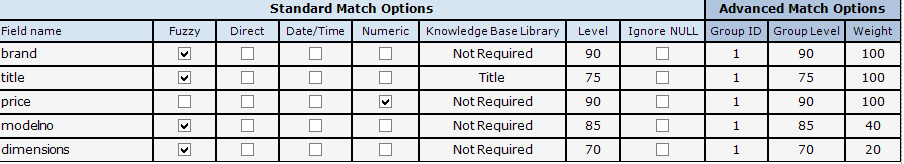 Standard Match Options Advanced Match Options
Field name Fuzzy Direct Date/Time Numeric Knowledge Base Library Level Ignore NULL Group ID Group Level Weight
brand Not Required 90 1 90 100
title Title 75 1 75 100
price Not Required 90 1 90 100
modelno Not Required 85 1 85 40
dimensions Not Required 70 1 70 20